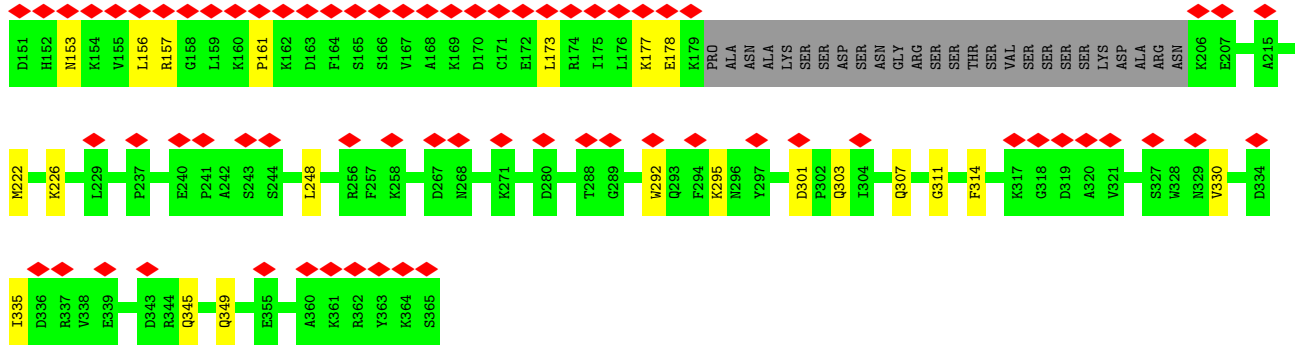 D151 H152 N153 K154 V155 L156 R157 G158 L159 K160 P161 K162 D163 F164 S165 S166 V167 A168 K169 D170 C171 E172 L173 R174 I175 L176 K177 E178 K179 PRO ALA ASN ALA LYS SER SER ASP SER ASN GLY ARG SER SER THR SER VAL SER SER SER SER LYS ASP ALA ARG ASN K206 E207 A215
M222 K226 L229 P237 E240 P241 A242 S243 S244 L248 R256 F257 K258 D267 N268 K271 D280 T288 G289 W292 Q293 F294 K295 N296 Y297 D301 P302 Q303 I304 Q307 G311 F314 K317 G318 D319 A320 V321 S327 W328 N329 V330 D334
I335 D336 R337 V338 E339 D343 R344 Q345 Q349 E355 A360 K361 R362 Y363 K364 S365